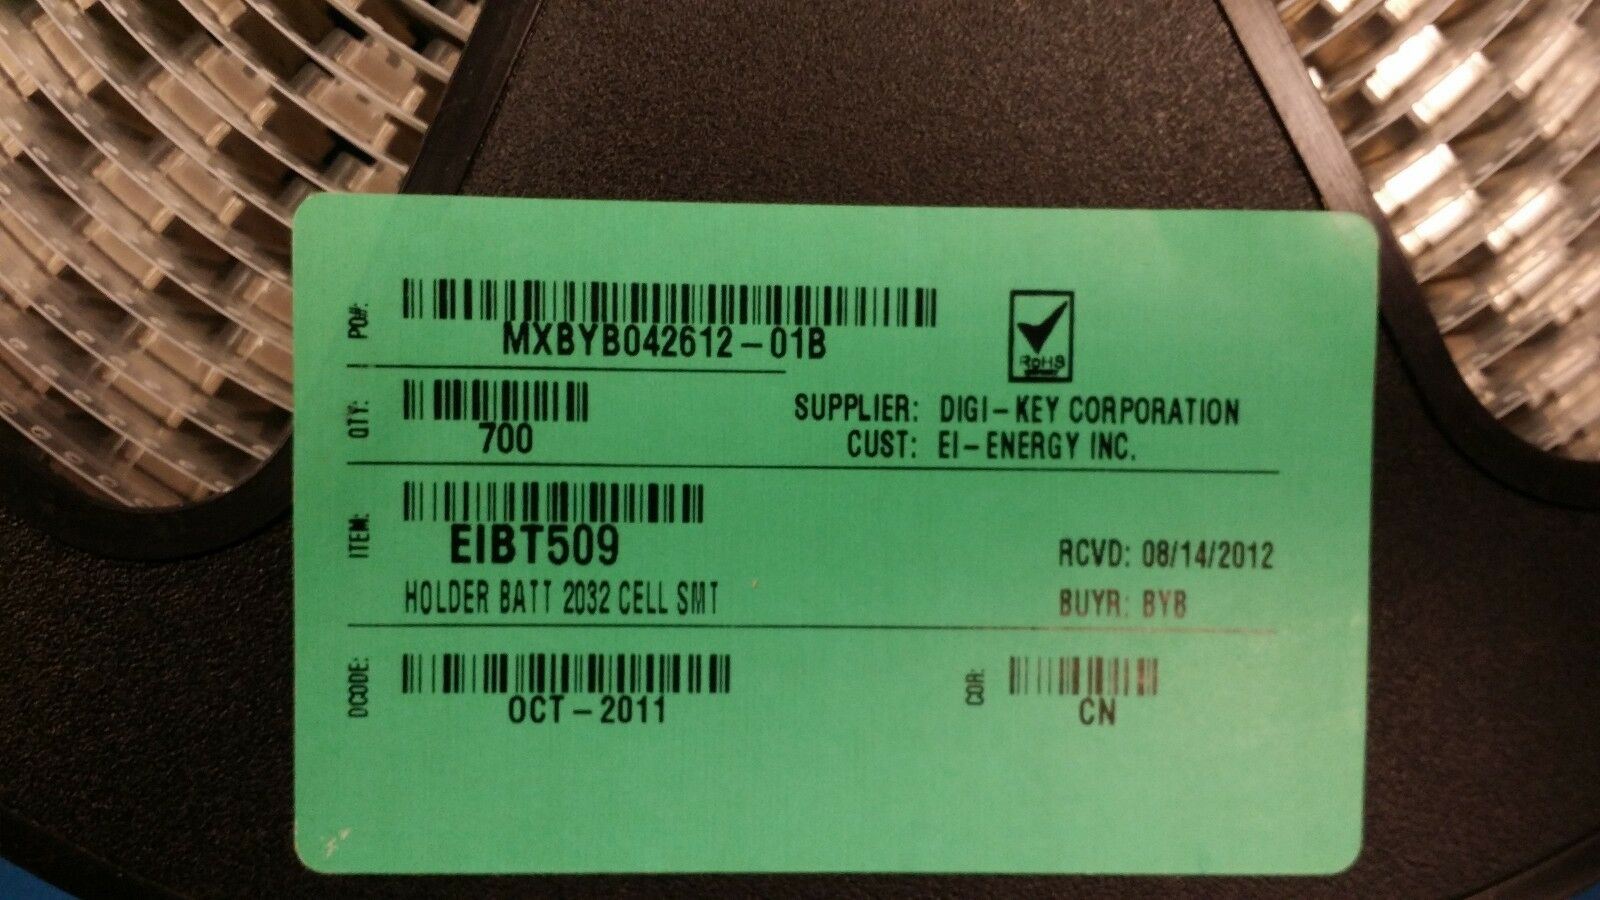 PO#:
MXBYB042612-01B
RoHS
QTY:
700
SUPPLIER: DIGI-KEY CORPORATION
CUST: EI-ENERGY INC.
ITEM:
EIBT509
HOLDER BATT 2032 CELL SMT
RCVD: 08/14/2012
BUYR: BYB
DCODE:
OCT-2011
COR:
CN